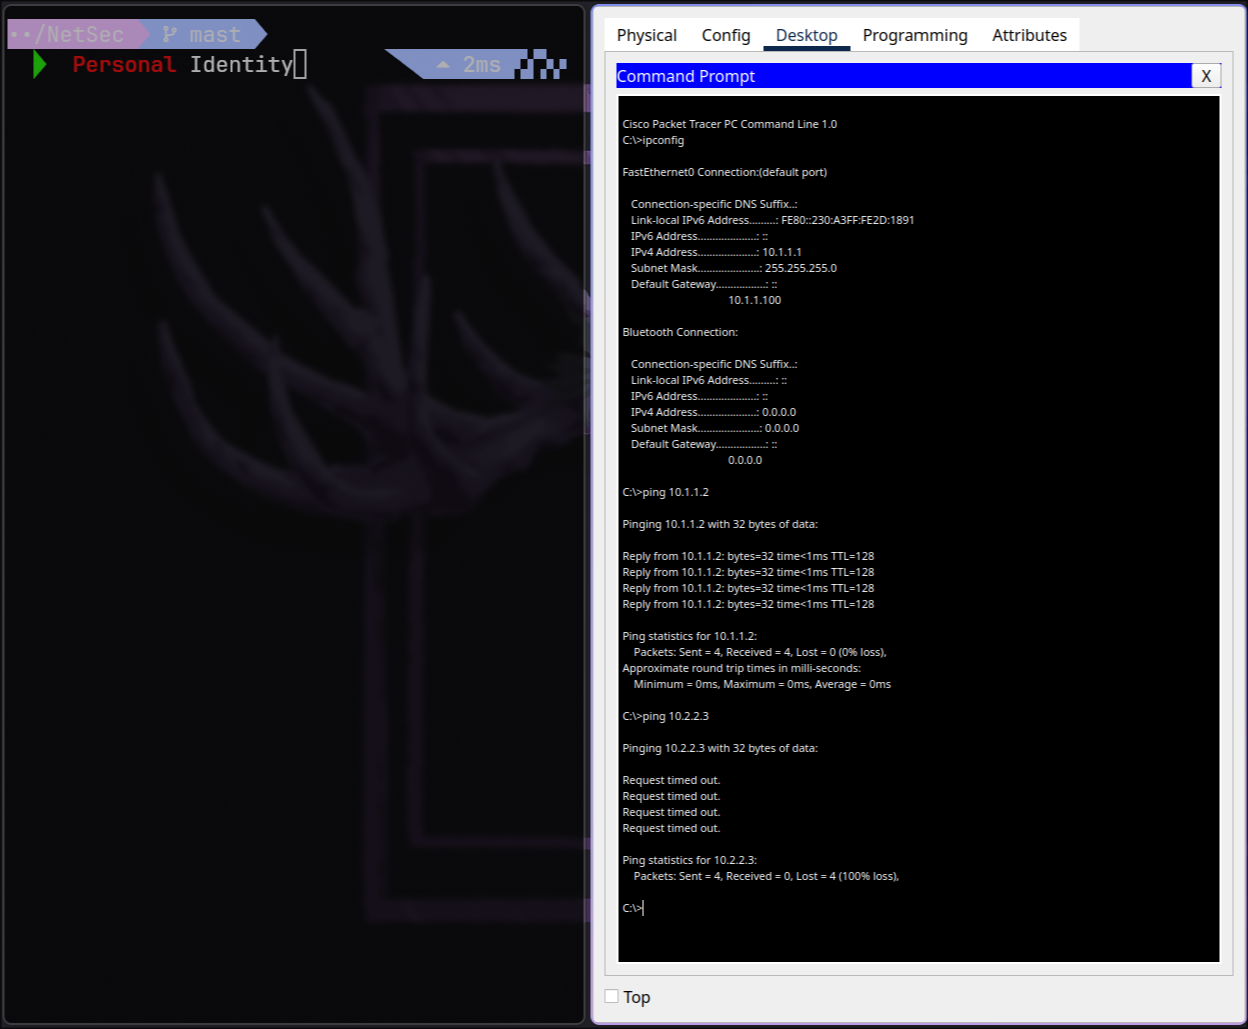 ··/NetSec mast
Personal Identity
2ms
Physical Config Desktop Programming Attributes
Command Prompt X
Cisco Packet Tracer PC Command Line 1.0
C:\>ipconfig
FastEthernet0 Connection:(default port)
Connection-specific DNS Suffix..:
Link-local IPv6 Address.........: FE80::230:A3FF:FE2D:1891
IPv6 Address....................: ::
IPv4 Address....................: 10.1.1.1
Subnet Mask.....................: 255.255.255.0
Default Gateway.................: ::
10.1.1.100
Bluetooth Connection:
Connection-specific DNS Suffix..:
Link-local IPv6 Address.........: ::
IPv6 Address....................: ::
IPv4 Address....................: 0.0.0.0
Subnet Mask.....................: 0.0.0.0
Default Gateway.................: ::
0.0.0.0
C:\>ping 10.1.1.2
Pinging 10.1.1.2 with 32 bytes of data:
Reply from 10.1.1.2: bytes=32 time<1ms TTL=128
Reply from 10.1.1.2: bytes=32 time<1ms TTL=128
Reply from 10.1.1.2: bytes=32 time<1ms TTL=128
Reply from 10.1.1.2: bytes=32 time<1ms TTL=128
Ping statistics for 10.1.1.2:
Packets: Sent = 4, Received = 4, Lost = 0 (0% loss),
Approximate round trip times in milli-seconds:
Minimum = 0ms, Maximum = 0ms, Average = 0ms
C:\>ping 10.2.2.3
Pinging 10.2.2.3 with 32 bytes of data:
Request timed out.
Request timed out.
Request timed out.
Request timed out.
Ping statistics for 10.2.2.3:
Packets: Sent = 4, Received = 0, Lost = 4 (100% loss),
C:\>
Top